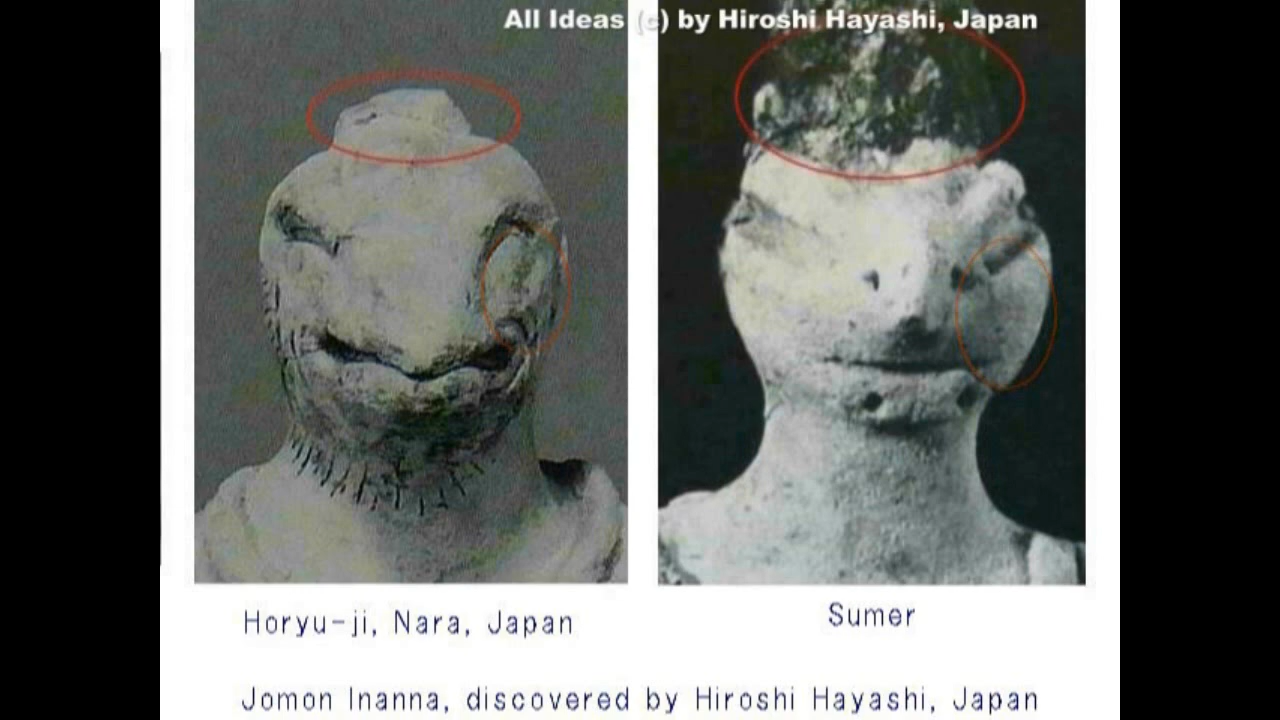 All Ideas (c) by Hiroshi Hayashi, Japan
Horyu-ji, Nara, Japan
Sumer
Jomon Inanna, discovered by Hiroshi Hayashi, Japan